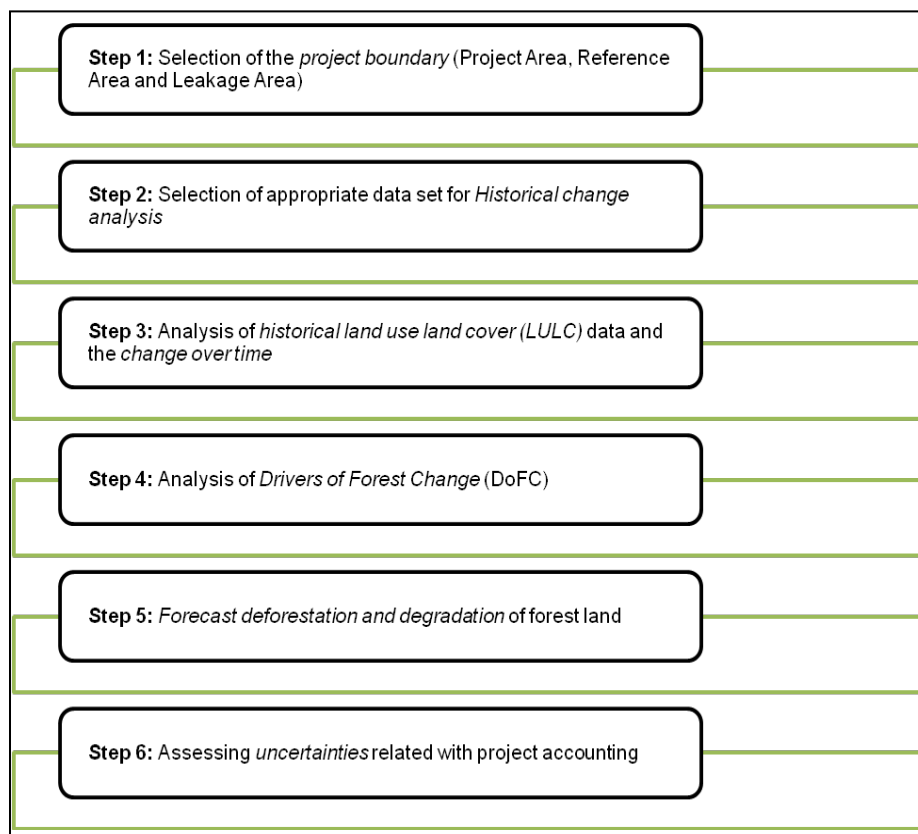 Step 1: Selection of the project boundary (Project Area, Reference
Area and Leakage Area)
Step 2: Selection of appropriate data set for Historical change
analysis
Step 3: Analysis of historical land use land cover (LULC) data and
the change over time
Step 4: Analysis of Drivers of Forest Change (DoFC)
Step 5: Forecast deforestation and degradation of forest land
Step 6: Assessing uncertainties related with project accounting